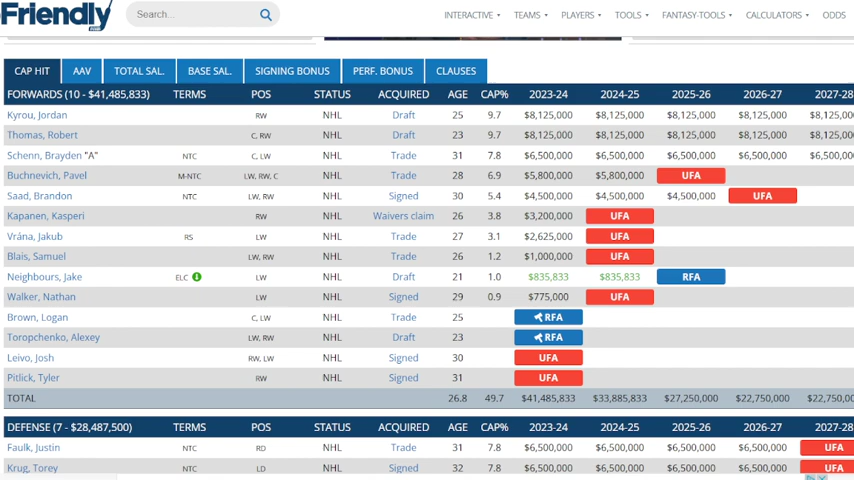 Friendly
Search...
INTERACTIVE TEAMS PLAYERS TOOLS FANTASY-TOOLS CALCULATORS ODDS
CAP HIT AAV TOTAL SAL. BASE SAL. SIGNING BONUS PERF. BONUS CLAUSES
FORWARDS (10 - $41,485,833) TERMS POS STATUS ACQUIRED AGE CAP% 2023-24 2024-25 2025-26 2026-27 2027-28
Kyrou, Jordan RW NHL Draft 25 9.7 $8,125,000 $8,125,000 $8,125,000 $8,125,000 $8,125,00
Thomas, Robert C, RW NHL Draft 23 9.7 $8,125,000 $8,125,000 $8,125,000 $8,125,000 $8,125,00
Schenn, Brayden "A" NTC C, LW NHL Trade 31 7.8 $6,500,000 $6,500,000 $6,500,000 $6,500,000 $6,500,00
Buchnevich, Pavel M-NTC LW, RW, C NHL Trade 28 6.9 $5,800,000 $5,800,000 UFA
Saad, Brandon NTC LW, RW NHL Signed 30 5.4 $4,500,000 $4,500,000 $4,500,000 UFA
Kapanen, Kasperi RW NHL Waivers claim 26 3.8 $3,200,000 UFA
Vrána, Jakub RS LW NHL Trade 27 3.1 $2,625,000 UFA
Blais, Samuel LW, RW NHL Trade 26 1.2 $1,000,000 UFA
Neighbours, Jake ELC LW NHL Draft 21 1.0 $835,833 $835,833 RFA
Walker, Nathan LW NHL Signed 29 0.9 $775,000 UFA
Brown, Logan C, LW NHL Trade 25 RFA
Toropchenko, Alexey LW, RW NHL Draft 23 RFA
Leivo, Josh RW, LW NHL Signed 30 UFA
Pitlick, Tyler RW NHL Signed 31 UFA
TOTAL 26.8 49.7 $41,485,833 $33,885,833 $27,250,000 $22,750,000 $22,750,00
DEFENSE (7 - $28,487,500) TERMS POS STATUS ACQUIRED AGE CAP% 2023-24 2024-25 2025-26 2026-27 2027-28
Faulk, Justin NTC RD NHL Trade 31 7.8 $6,500,000 $6,500,000 $6,500,000 $6,500,000 UFA
Krug, Torey NTC LD NHL Signed 32 7.8 $6,500,000 $6,500,000 $6,500,000 $6,500,000 UFA